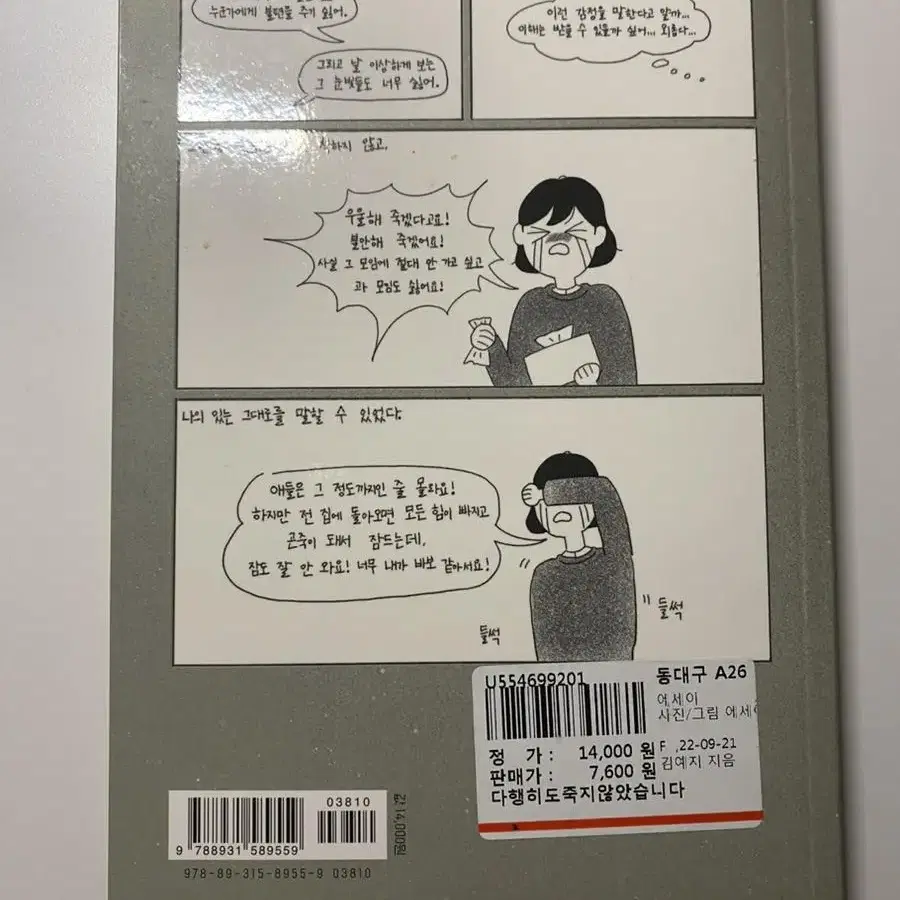 누군가에게 불편을 주기 싫어.
그리고 날 이상하게 보는
그 눈빛들도 너무 싫어.
이런 감정을 말한다고 알까...
이해는 받을 수 있을까 싶어... 외롭다...
않고,
우울해 죽겠다고요!
불안해 죽겠어요!
사실 그 모임에 절대 안 가고 싶고
과 모임도 싫어요!
나의 있는 그대로를 말할 수 있었다.
애들은 그 정도까지인 줄 몰라요!
하지만 전 집에 돌아오면 모든 힘이 빠지고
곤죽이 돼서 잠드는데,
잠도 잘 안 와요! 너무 내가 바보 같아서요!
들썩
들썩
U554699201
동대구 A26
에세이
사진/그림 에세이
정 가 : 14,000 원
F ,22-09-21
판매가 : 7,600 원
김예지 지음
다행히도죽지않았습니다
03810
값 14,000원
9 788931 589559
978-89-315-8955-9 03810